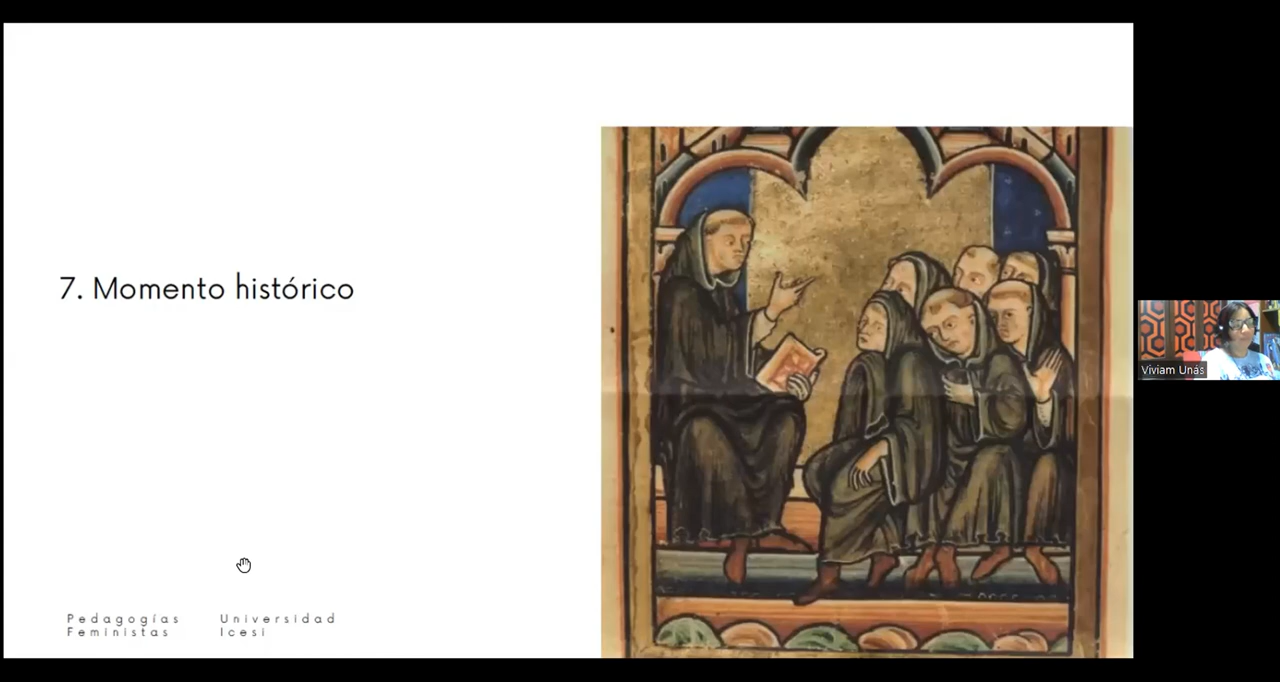 7. Momento histórico
Pedagogías
Feministas
Universidad
Icesi
Viviam Unás